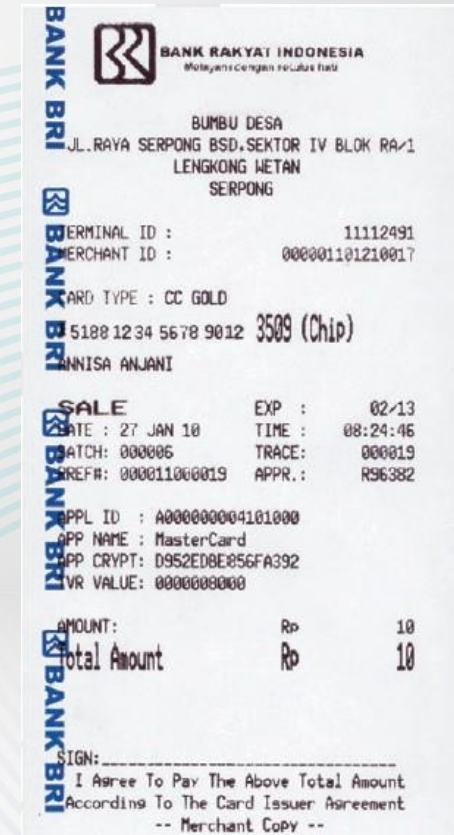 BANK RAKYAT INDONESIA
Melayani dengan setulus hati
BUMBU DESA
JL.RAYA SERPONG BSD.SEKTOR IV BLOK RA/1
LENGKONG WETAN
SERPONG
TERMINAL ID : 11112491
MERCHANT ID : 000001101210017
CARD TYPE : CC GOLD
# 5188 1234 5678 9012 3509 (Chip)
ANNISA ANJANI
SALE EXP : 02/13
DATE : 27 JAN 10 TIME : 08:24:46
BATCH: 000006 TRACE: 000019
RREF#: 000011000019 APPR.: R96382
APPL ID : A000000004101000
APP NAME : MasterCard
APP CRYPT: D952EDBE856FA392
TVR VALUE: 0000008000
AMOUNT: Rp 10
Total Amount Rp 10
SIGN:
I Agree To Pay The Above Total Amount
According To The Card Issuer Agreement
-- Merchant Copy --
BANK BRI
BANK BRI
BANK BRI
BANK BRI